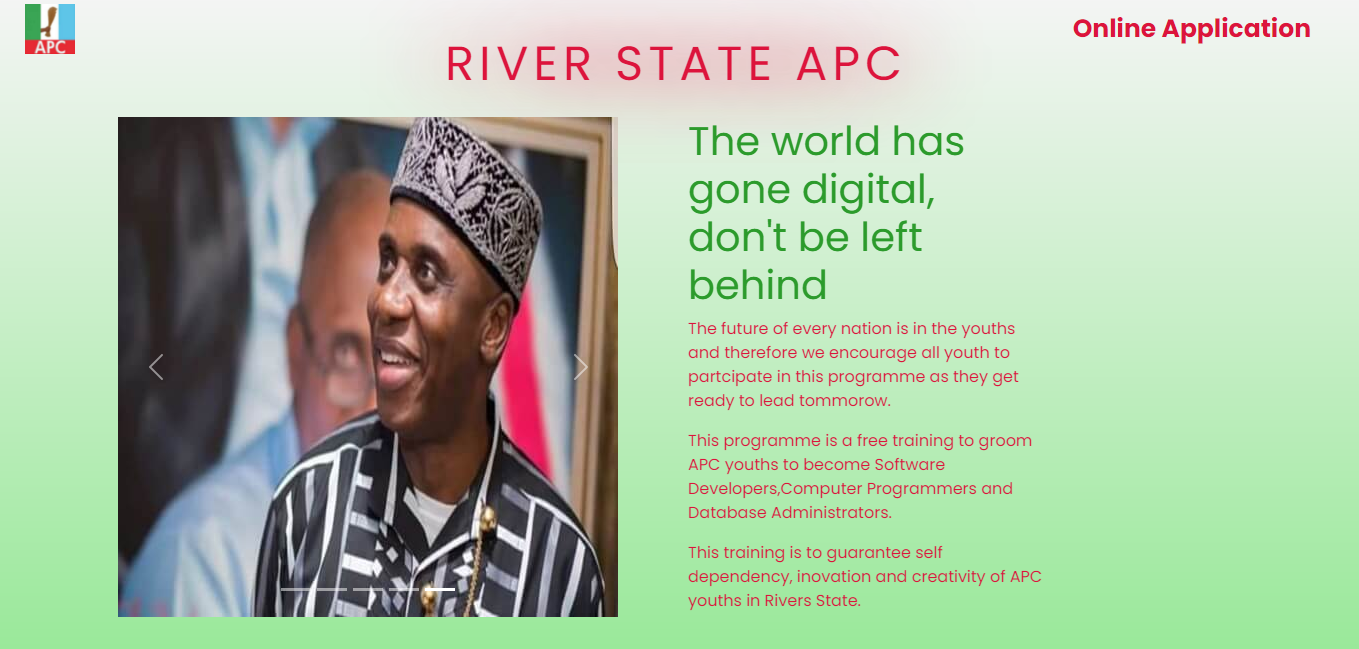 APC
Online Application
RIVER STATE APC
The world has
gone digital,
don't be left
behind
The future of every nation is in the youths
and therefore we encourage all youth to
partcipate in this programme as they get
ready to lead tommorow.
This programme is a free training to groom
APC youths to become Software
Developers,Computer Programmers and
Database Administrators.
This training is to guarantee self
dependency, inovation and creativity of APC
youths in Rivers State.